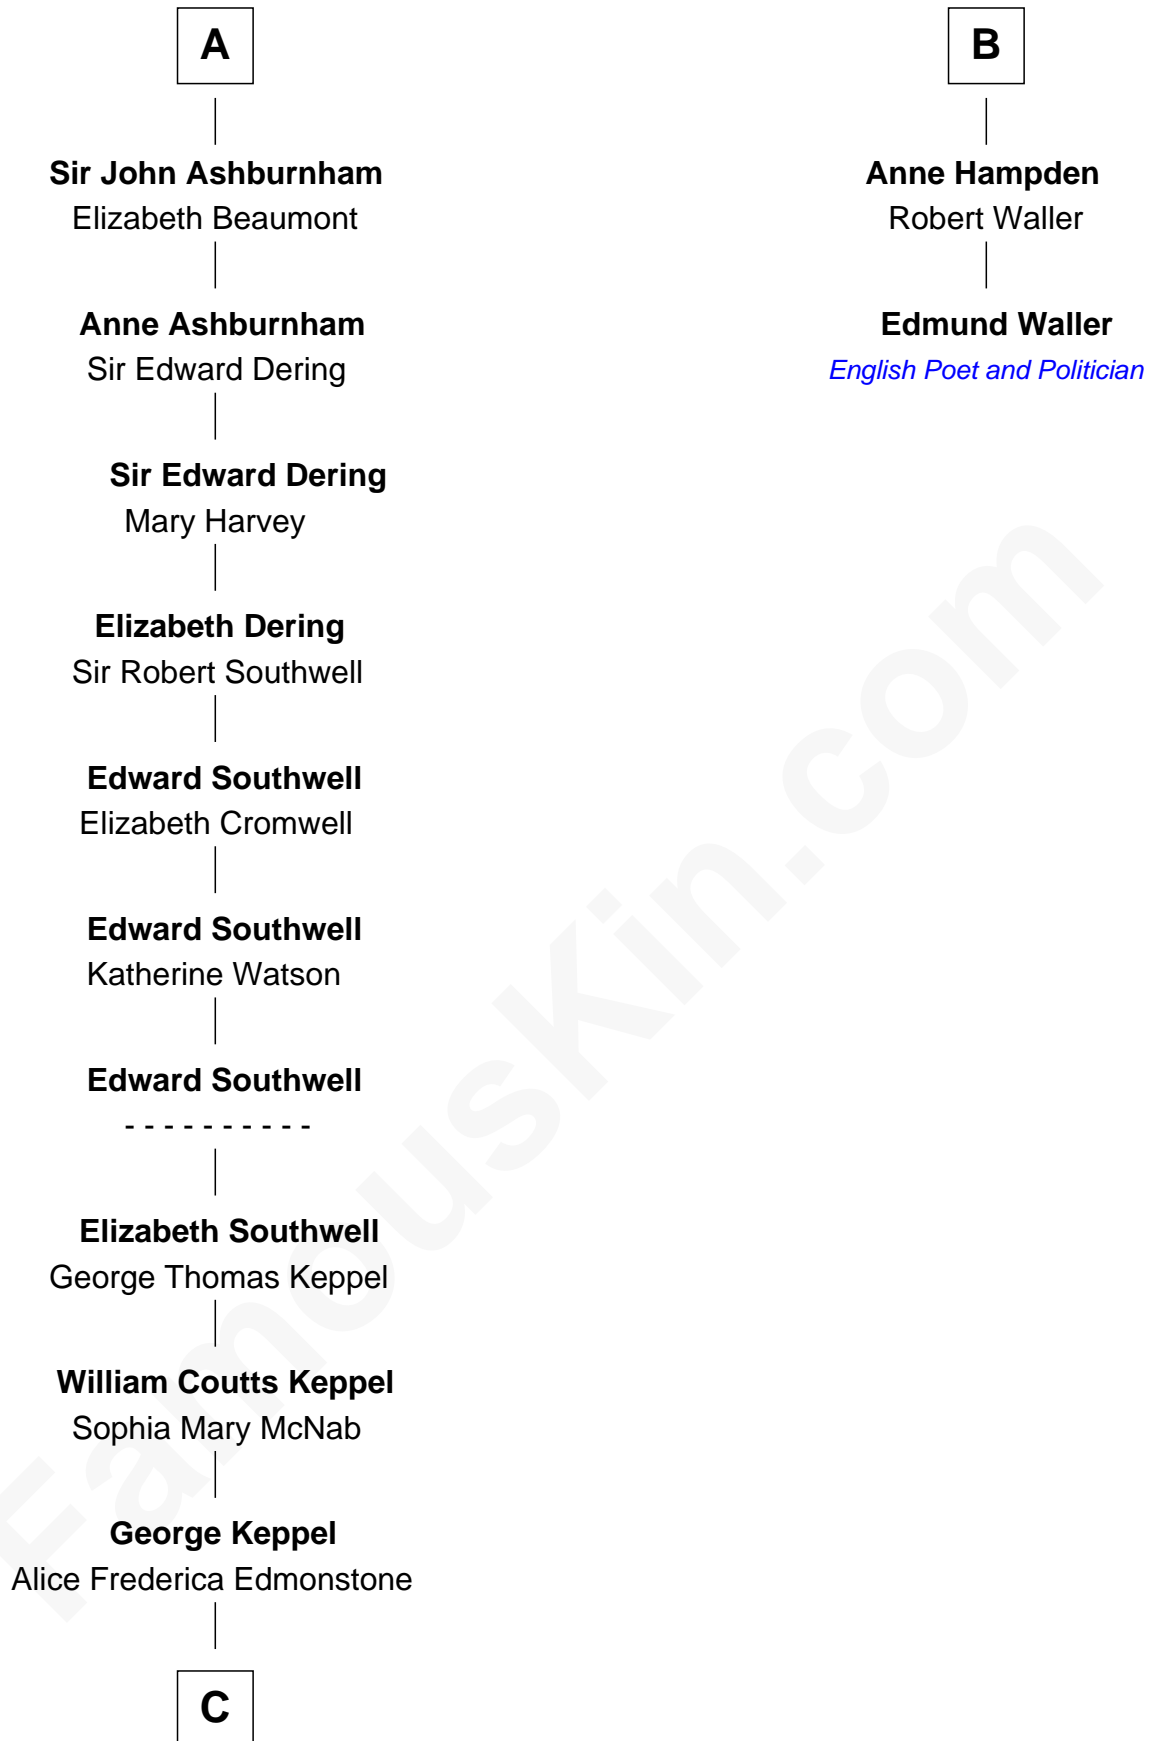 A
B
Sir John Ashburnham
Elizabeth Beaumont
Anne Hampden
Robert Waller
Anne Ashburnham
Sir Edward Dering
Edmund Waller
English Poet and Politician
Sir Edward Dering
Mary Harvey
Elizabeth Dering
Sir Robert Southwell
Edward Southwell
Elizabeth Cromwell
Edward Southwell
Katherine Watson
Edward Southwell
- - - - - - - - - -
Elizabeth Southwell
George Thomas Keppel
William Coutts Keppel
Sophia Mary McNab
George Keppel
Alice Frederica Edmonstone
C
FamousKin.com